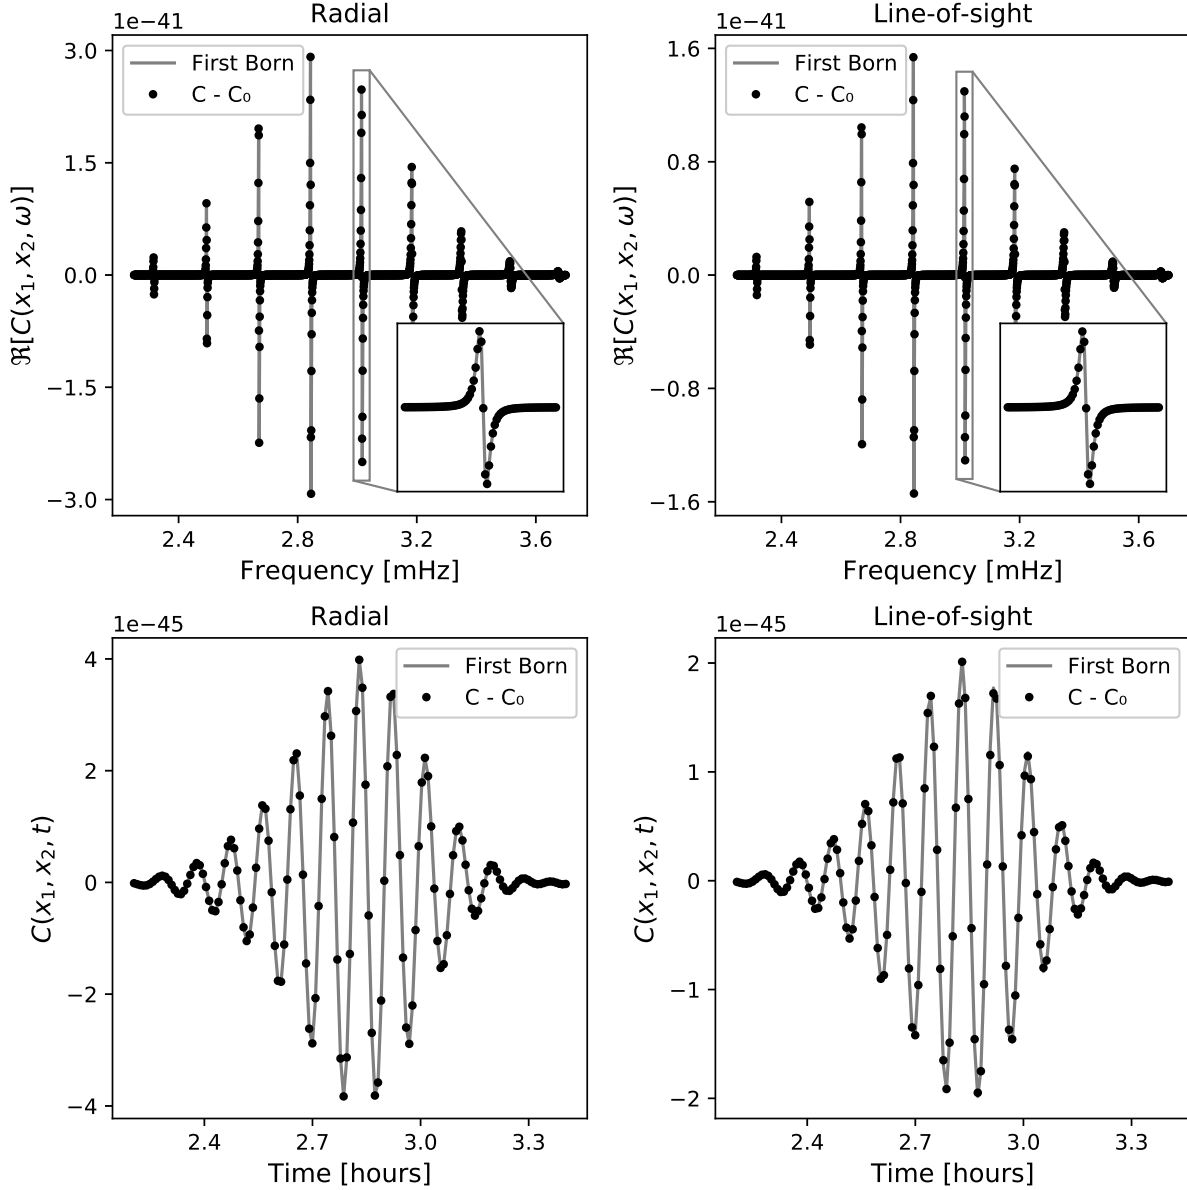 Radial
1e−41
First Born
C - C₀
3.0
1.5
0.0
−1.5
−3.0
ℜ[C(x₁, x₂, ω)]
2.4 2.8 3.2 3.6
Frequency [mHz]
Line-of-sight
1e−41
First Born
C - C₀
1.6
0.8
0.0
−0.8
−1.6
ℜ[C(x₁, x₂, ω)]
2.4 2.8 3.2 3.6
Frequency [mHz]
Radial
1e−45
First Born
C - C₀
4
2
0
−2
−4
C(x₁, x₂, t)
2.4 2.7 3.0 3.3
Time [hours]
Line-of-sight
1e−45
First Born
C - C₀
2
1
0
−1
−2
C(x₁, x₂, t)
2.4 2.7 3.0 3.3
Time [hours]